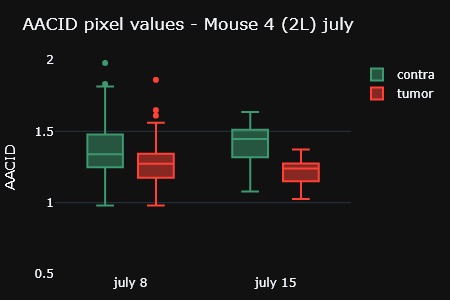 AACID pixel values - Mouse 4 (2L) july
contra
tumor
AACID
2
1.5
1
0.5
july 8
july 15